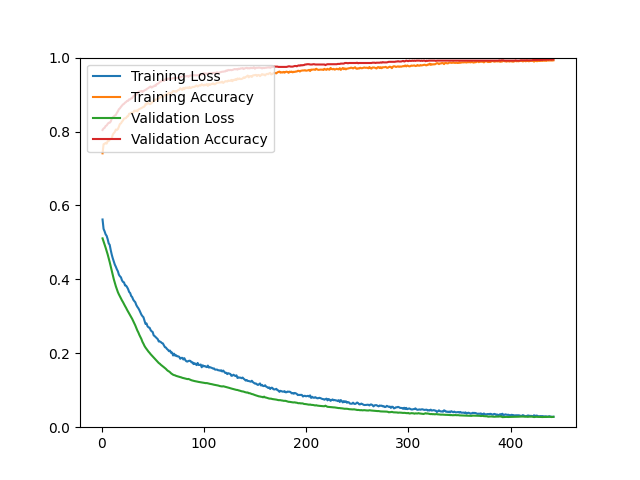 1.0
0.8
0.6
0.4
0.2
0.0
Training Loss
Training Accuracy
Validation Loss
Validation Accuracy
0 100 200 300 400